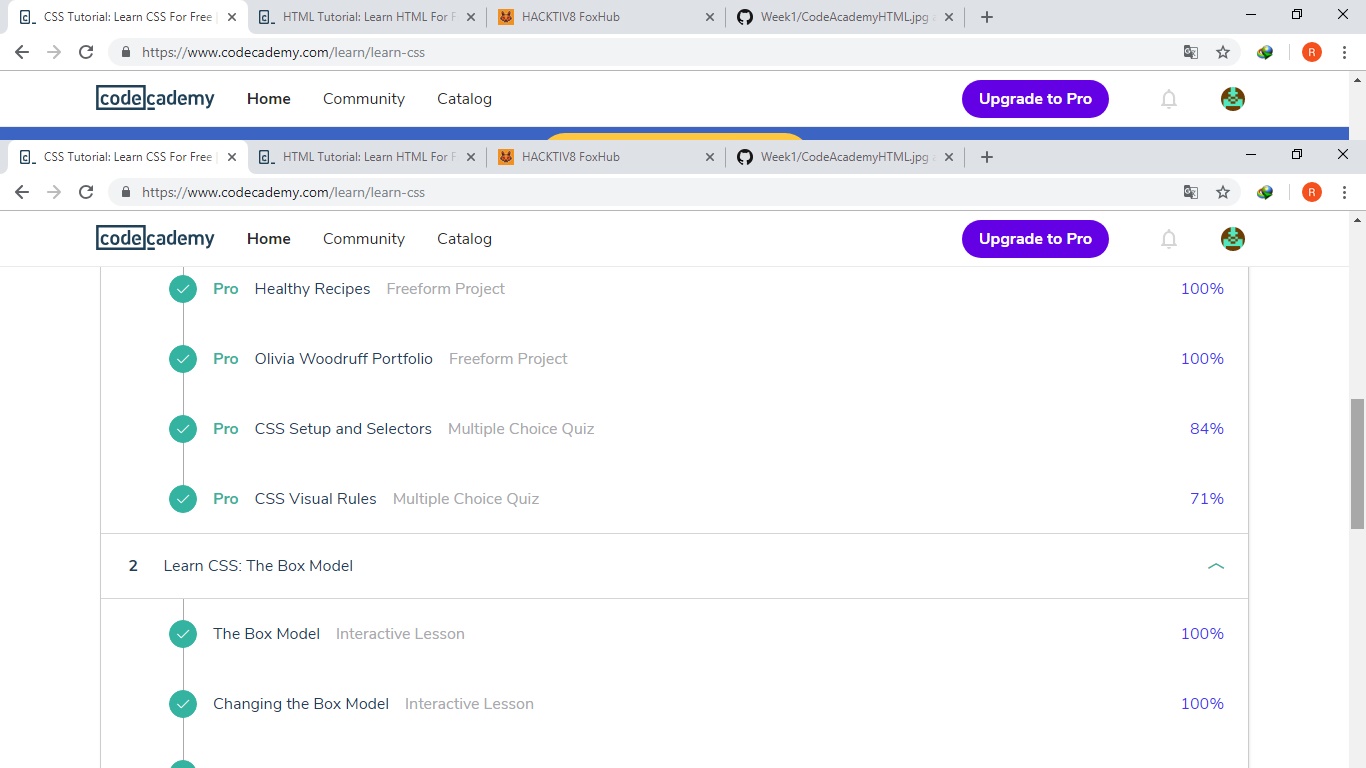 CSS Tutorial: Learn CSS For Free HTML Tutorial: Learn HTML For F HACKTIV8 FoxHub Week1/CodeAcademyHTML.jpg
https://www.codecademy.com/learn/learn-css R
codecademy Home Community Catalog Upgrade to Pro
CSS Tutorial: Learn CSS For Free HTML Tutorial: Learn HTML For F HACKTIV8 FoxHub Week1/CodeAcademyHTML.jpg
https://www.codecademy.com/learn/learn-css R
codecademy Home Community Catalog Upgrade to Pro
Pro Healthy Recipes Freeform Project 100%
Pro Olivia Woodruff Portfolio Freeform Project 100%
Pro CSS Setup and Selectors Multiple Choice Quiz 84%
Pro CSS Visual Rules Multiple Choice Quiz 71%
2 Learn CSS: The Box Model
The Box Model Interactive Lesson 100%
Changing the Box Model Interactive Lesson 100%